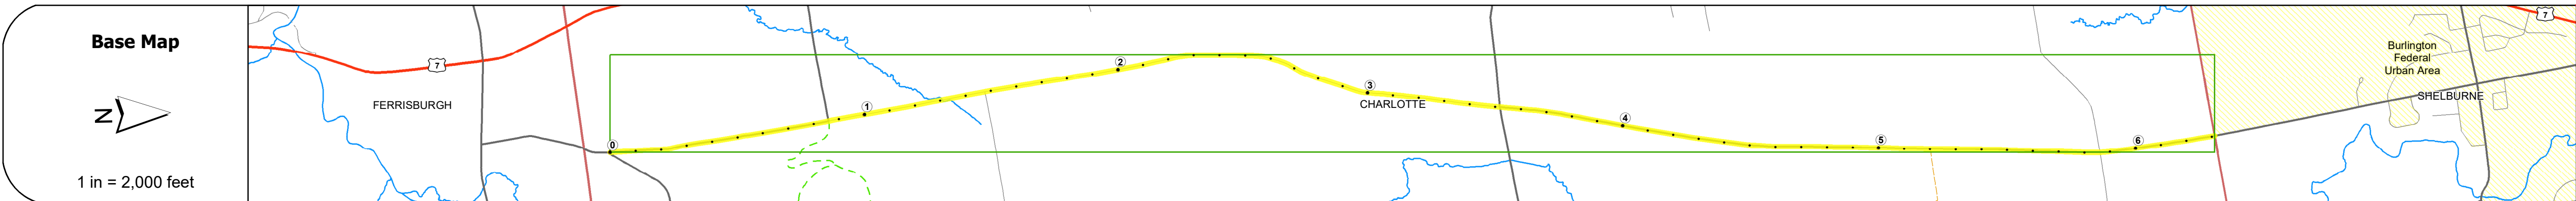 Base Map
N
1 in = 2,000 feet
7
FERRISBURGH
0
1
2
3
CHARLOTTE
4
5
6
Burlington
Federal
Urban Area
SHELBURNE
7